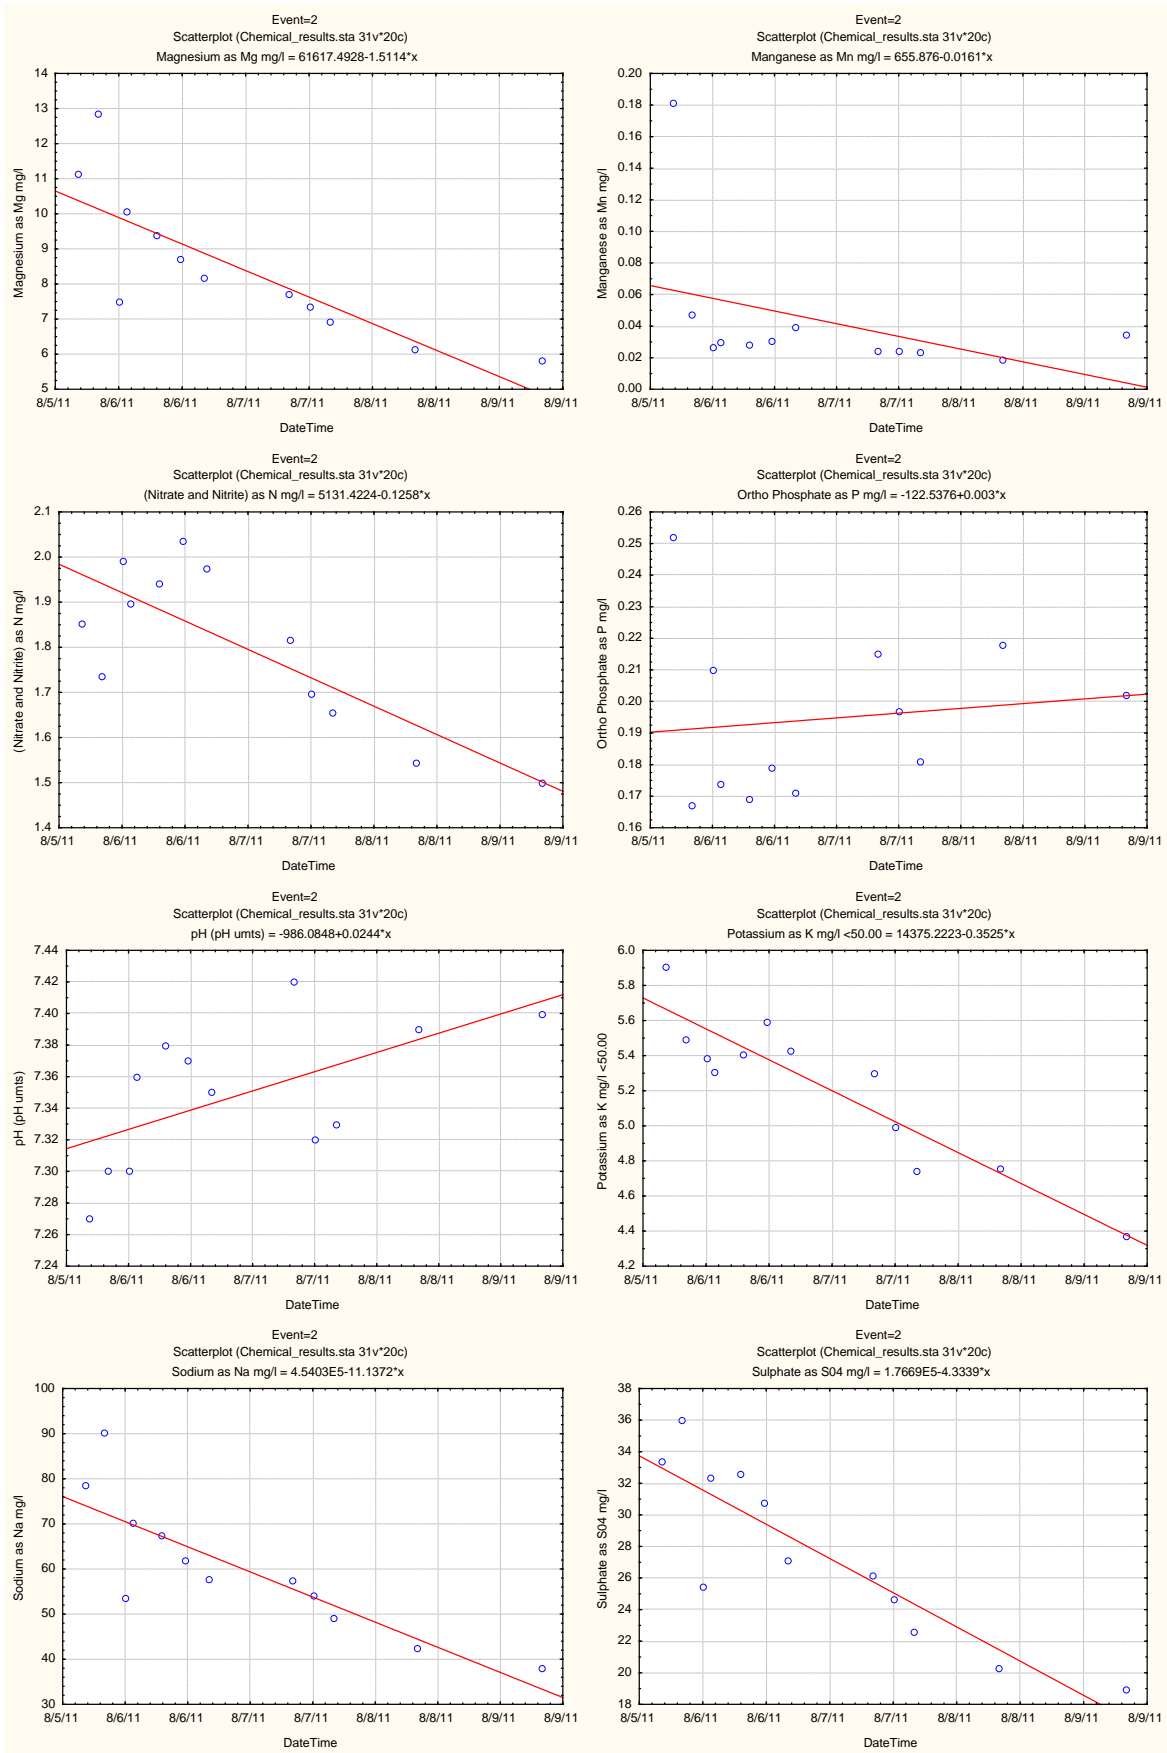 Event=2
Scatterplot (Chemical_results.sta 31v*20c)
Magnesium as Mg mg/l = 61617.4928-1.5114*x
14
13
12
11
10
9
8
7
6
5
Magnesium as Mg mg/l
8/5/11 8/6/11 8/6/11 8/7/11 8/7/11 8/8/11 8/8/11 8/9/11 8/9/11
DateTime
Event=2
Scatterplot (Chemical_results.sta 31v*20c)
Manganese as Mn mg/l = 655.876-0.0161*x
0.20
0.18
0.16
0.14
0.12
0.10
0.08
0.06
0.04
0.02
0.00
Manganese as Mn mg/l
8/5/11 8/6/11 8/6/11 8/7/11 8/7/11 8/8/11 8/8/11 8/9/11 8/9/11
DateTime
Event=2
Scatterplot (Chemical_results.sta 31v*20c)
(Nitrate and Nitrite) as N mg/l = 5131.4224-0.1258*x
2.1
2.0
1.9
1.8
1.7
1.6
1.5
1.4
(Nitrate and Nitrite) as N mg/l
8/5/11 8/6/11 8/6/11 8/7/11 8/7/11 8/8/11 8/8/11 8/9/11 8/9/11
DateTime
Event=2
Scatterplot (Chemical_results.sta 31v*20c)
Ortho Phosphate as P mg/l = -122.5376+0.003*x
0.26
0.25
0.24
0.23
0.22
0.21
0.20
0.19
0.18
0.17
0.16
Ortho Phosphate as P mg/l
8/5/11 8/6/11 8/6/11 8/7/11 8/7/11 8/8/11 8/8/11 8/9/11 8/9/11
DateTime
Event=2
Scatterplot (Chemical_results.sta 31v*20c)
pH (pH umts) = -986.0848+0.0244*x
7.44
7.42
7.40
7.38
7.36
7.34
7.32
7.30
7.28
7.26
7.24
pH (pH umts)
8/5/11 8/6/11 8/6/11 8/7/11 8/7/11 8/8/11 8/8/11 8/9/11 8/9/11
DateTime
Event=2
Scatterplot (Chemical_results.sta 31v*20c)
Potassium as K mg/l <50.00 = 14375.2223-0.3525*x
6.0
5.8
5.6
5.4
5.2
5.0
4.8
4.6
4.4
4.2
Potassium as K mg/l <50.00
8/5/11 8/6/11 8/6/11 8/7/11 8/7/11 8/8/11 8/8/11 8/9/11 8/9/11
DateTime
Event=2
Scatterplot (Chemical_results.sta 31v*20c)
Sodium as Na mg/l = 4.5403E5-11.1372*x
100
90
80
70
60
50
40
30
Sodium as Na mg/l
8/5/11 8/6/11 8/6/11 8/7/11 8/7/11 8/8/11 8/8/11 8/9/11 8/9/11
DateTime
Event=2
Scatterplot (Chemical_results.sta 31v*20c)
Sulphate as S04 mg/l = 1.7669E5-4.3339*x
38
36
34
32
30
28
26
24
22
20
18
Sulphate as S04 mg/l
8/5/11 8/6/11 8/6/11 8/7/11 8/7/11 8/8/11 8/8/11 8/9/11 8/9/11
DateTime